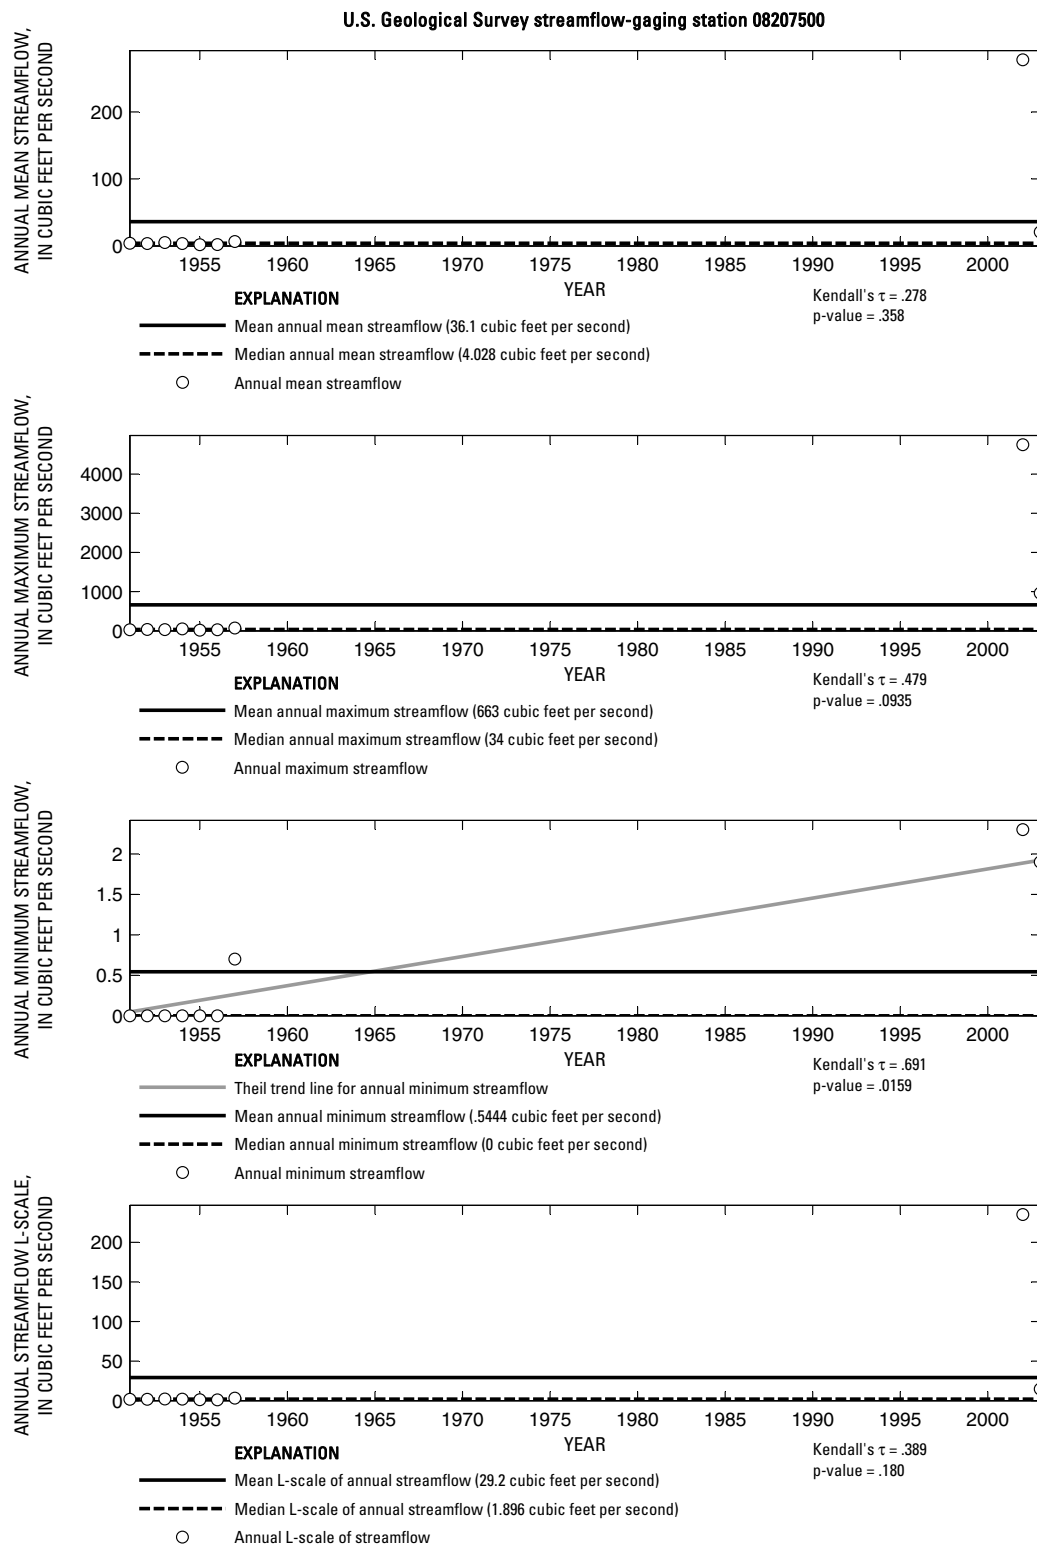 U.S. Geological Survey streamflow-gaging station 08207500
ANNUAL MEAN STREAMFLOW,
IN CUBIC FEET PER SECOND
200
100
0
1955 1960 1965 1970 1975 1980 1985 1990 1995 2000
YEAR
Kendall's τ = .278
p-value = .358
EXPLANATION
Mean annual mean streamflow (36.1 cubic feet per second)
Median annual mean streamflow (4.028 cubic feet per second)
Annual mean streamflow
ANNUAL MAXIMUM STREAMFLOW,
IN CUBIC FEET PER SECOND
4000
3000
2000
1000
0
1955 1960 1965 1970 1975 1980 1985 1990 1995 2000
YEAR
Kendall's τ = .479
p-value = .0935
EXPLANATION
Mean annual maximum streamflow (663 cubic feet per second)
Median annual maximum streamflow (34 cubic feet per second)
Annual maximum streamflow
ANNUAL MINIMUM STREAMFLOW,
IN CUBIC FEET PER SECOND
2
1.5
1
0.5
0
1955 1960 1965 1970 1975 1980 1985 1990 1995 2000
YEAR
Kendall's τ = .691
p-value = .0159
EXPLANATION
Theil trend line for annual minimum streamflow
Mean annual minimum streamflow (.5444 cubic feet per second)
Median annual minimum streamflow (0 cubic feet per second)
Annual minimum streamflow
ANNUAL STREAMFLOW L-SCALE,
IN CUBIC FEET PER SECOND
200
150
100
50
0
1955 1960 1965 1970 1975 1980 1985 1990 1995 2000
YEAR
Kendall's τ = .389
p-value = .180
EXPLANATION
Mean L-scale of annual streamflow (29.2 cubic feet per second)
Median L-scale of annual streamflow (1.896 cubic feet per second)
Annual L-scale of streamflow